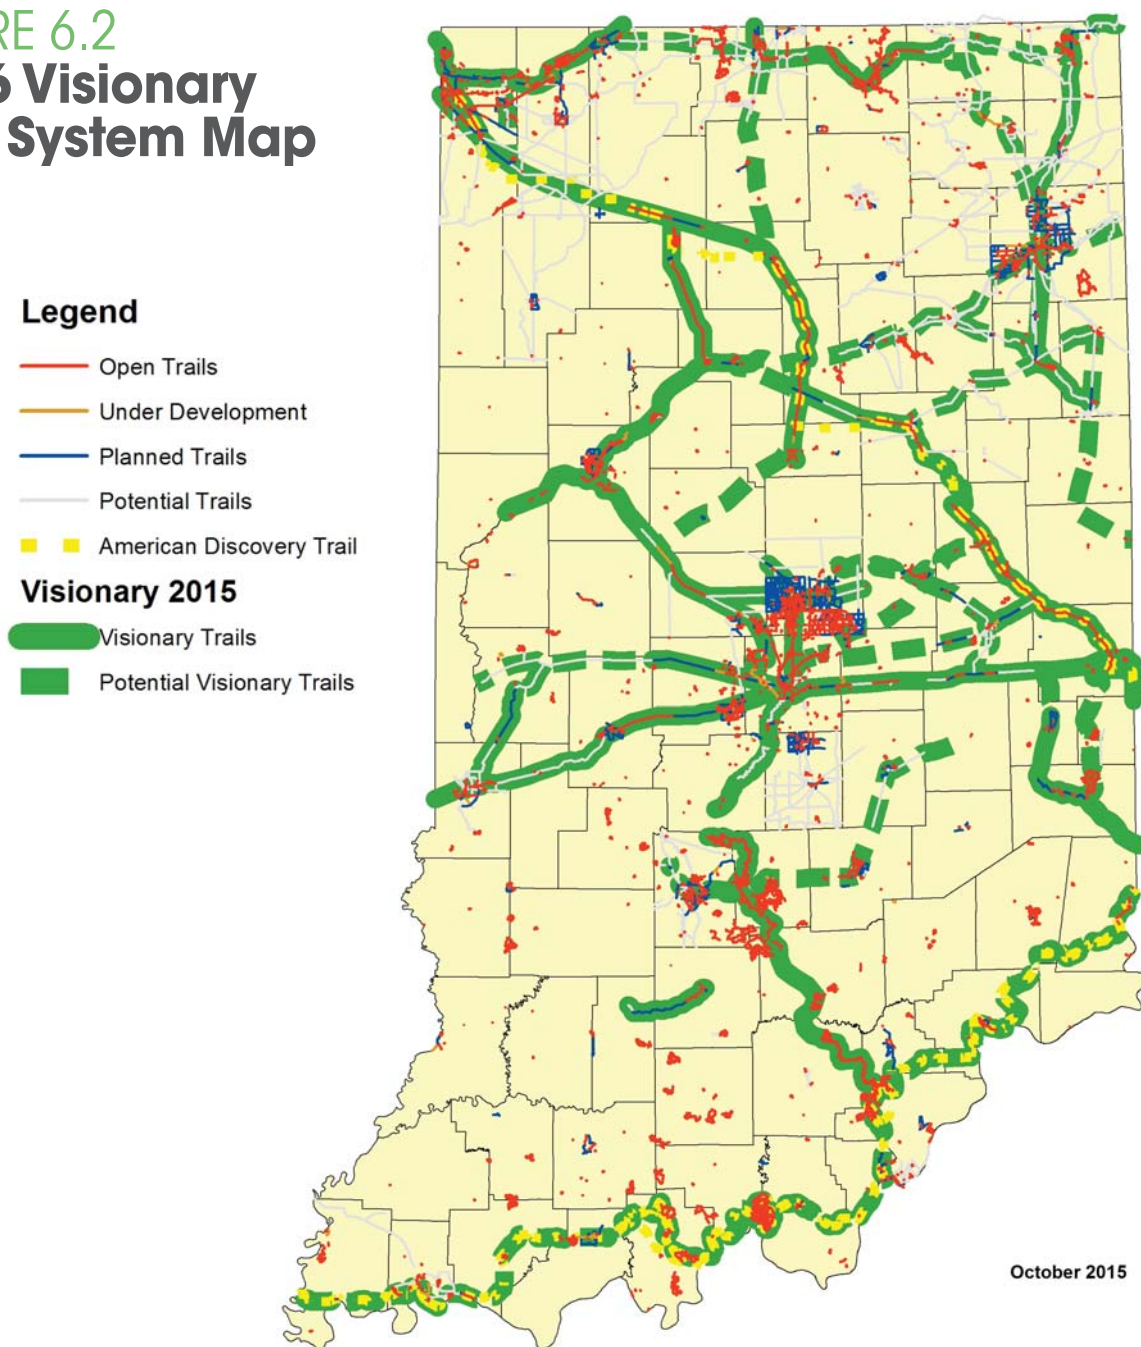 RE 6.2
6 Visionary
System Map
Legend
Open Trails
Under Development
Planned Trails
Potential Trails
American Discovery Trail
Visionary 2015
Visionary Trails
Potential Visionary Trails
October 2015